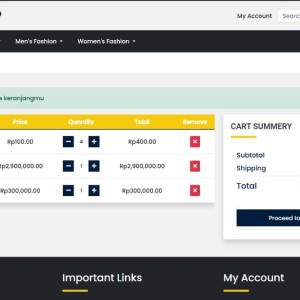 My Account Search
Men's Fashion Women's Fashion
keranjangmu
Price Quantity Total Remove
Rp100.00 4 Rp400.00
Rp2,900,000.00 1 Rp2,900,000.00
Rp300,000.00 1 Rp300,000.00
CART SUMMERY
Subtotal
Shipping
Total
Proceed to
Important Links My Account